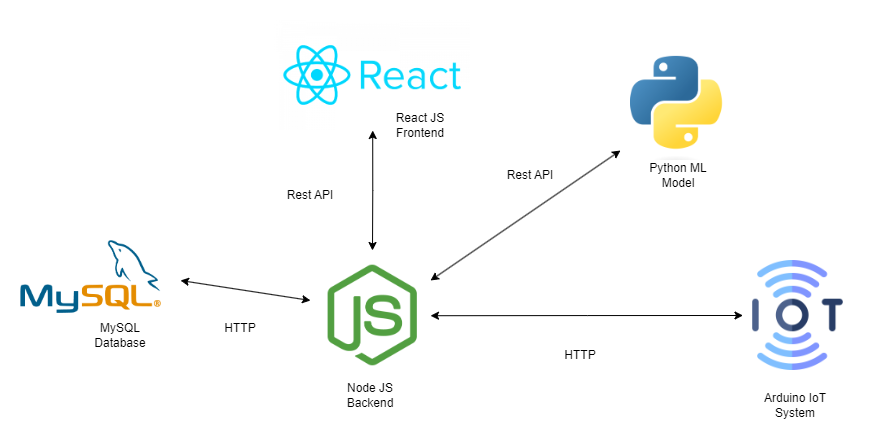 React
React JS
Frontend
Python ML
Model
Rest API
Rest API
MySQL®
MySQL
Database
HTTP
JS
Node JS
Backend
IOT
HTTP
Arduino IoT
System